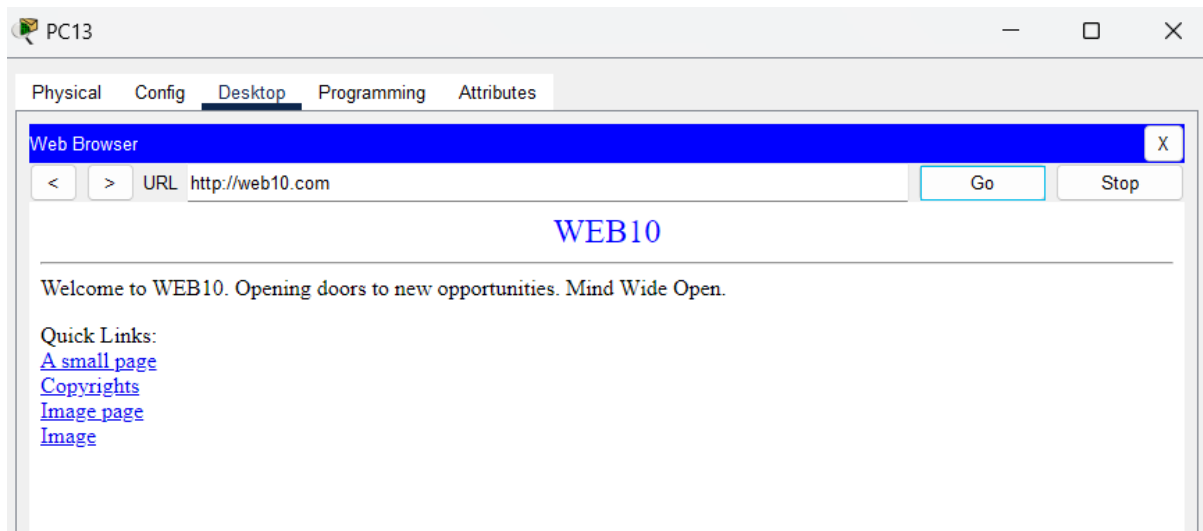 PC13
Physical Config Desktop Programming Attributes
Web Browser X
< > URL http://web10.com Go Stop
WEB10
Welcome to WEB10. Opening doors to new opportunities. Mind Wide Open.
Quick Links:
A small page
Copyrights
Image page
Image